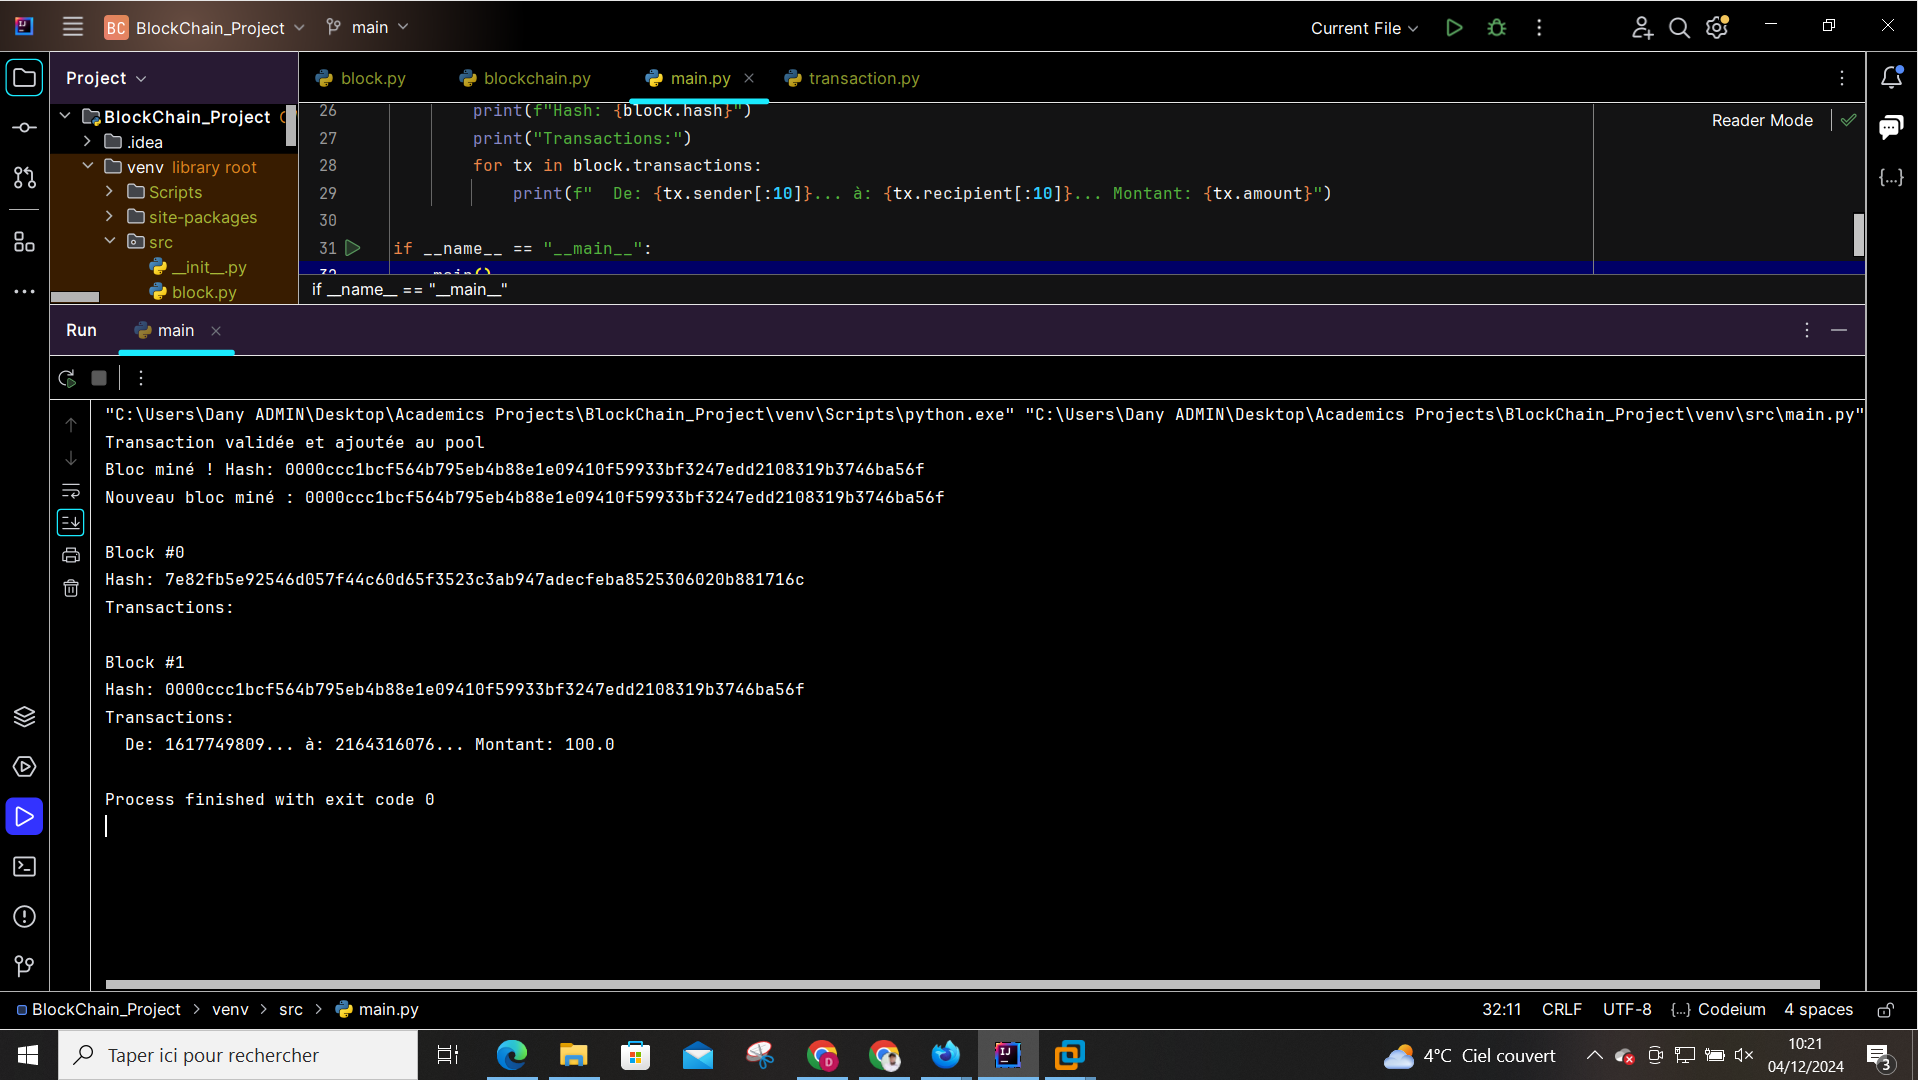 BC BlockChain_Project main Current File
Project
block.py blockchain.py main.py transaction.py
BlockChain_Project
.idea
venv library root
Scripts
site-packages
src
__init__.py
block.py
26 print(f"Hash: {block.hash}")
27 print("Transactions:")
28 for tx in block.transactions:
29 print(f"  De: {tx.sender[:10]}... à: {tx.recipient[:10]}... Montant: {tx.amount}")
30
31 if __name__ == "__main__":
32 main()
Reader Mode
if __name__ == "__main__"
Run main
"C:\Users\Dany ADMIN\Desktop\Academics Projects\BlockChain_Project\venv\Scripts\python.exe" "C:\Users\Dany ADMIN\Desktop\Academics Projects\BlockChain_Project\venv\src\main.py"
Transaction validée et ajoutée au pool
Bloc miné ! Hash: 0000ccc1bcf564b795eb4b88e1e09410f59933bf3247edd2108319b3746ba56f
Nouveau bloc miné : 0000ccc1bcf564b795eb4b88e1e09410f59933bf3247edd2108319b3746ba56f
Block #0
Hash: 7e82fb5e92546d057f44c60d65f3523c3ab947adecfeba8525306020b881716c
Transactions:
Block #1
Hash: 0000ccc1bcf564b795eb4b88e1e09410f59933bf3247edd2108319b3746ba56f
Transactions:
  De: 1617749809... à: 2164316076... Montant: 100.0
Process finished with exit code 0
BlockChain_Project > venv > src > main.py
32:11 CRLF UTF-8 {...} Codeium 4 spaces
Taper ici pour rechercher
4°C Ciel couvert
10:21
04/12/2024
3